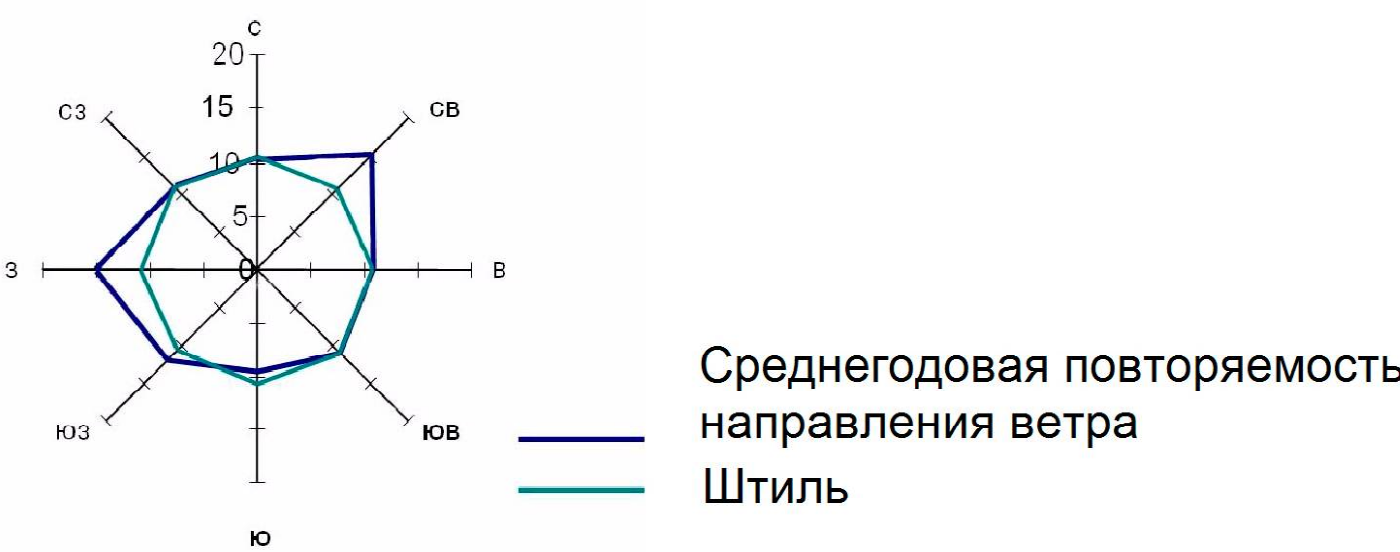 С
20
СЗ
15
СВ
10
5
З
0
В
ЮЗ
ЮВ
Ю
Среднегодовая повторяемость
направления ветра
Штиль